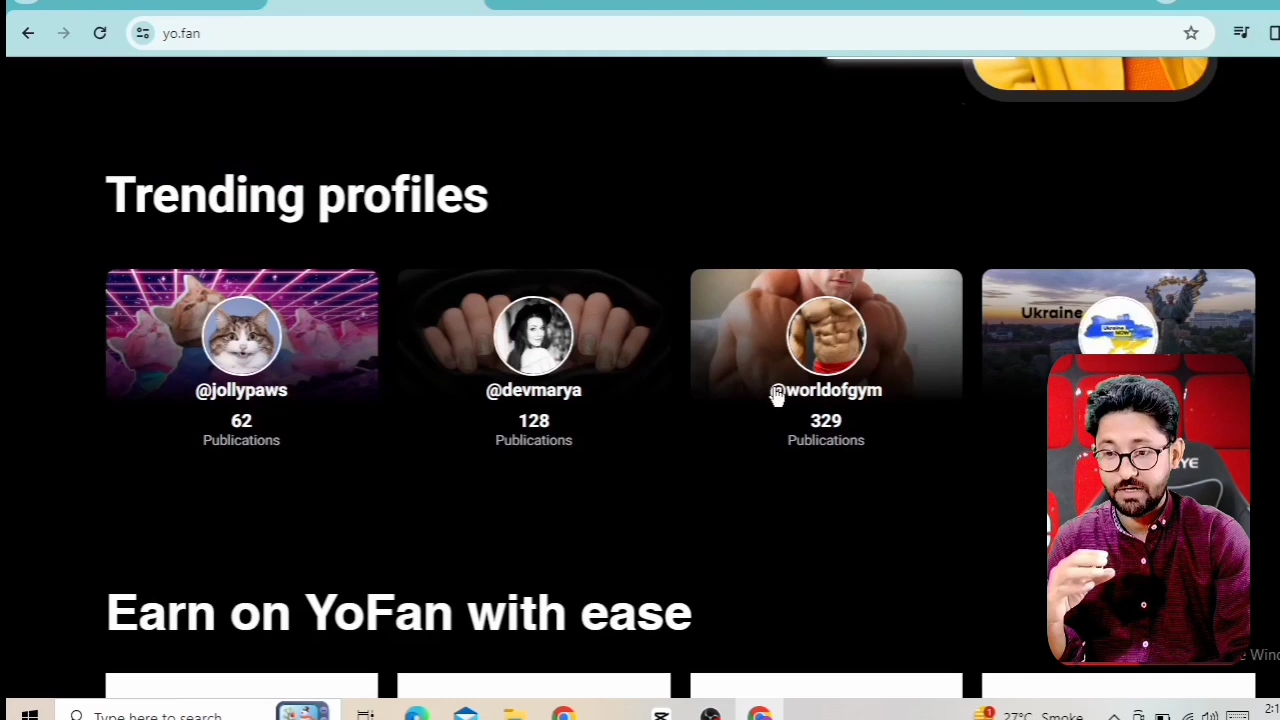 yo.fan
Trending profiles
Ukraine
@jollypaws
62
Publications
@devmarya
128
Publications
@worldofgym
329
Publications
Earn on YoFan with ease
Type here to search
27°C Smoke